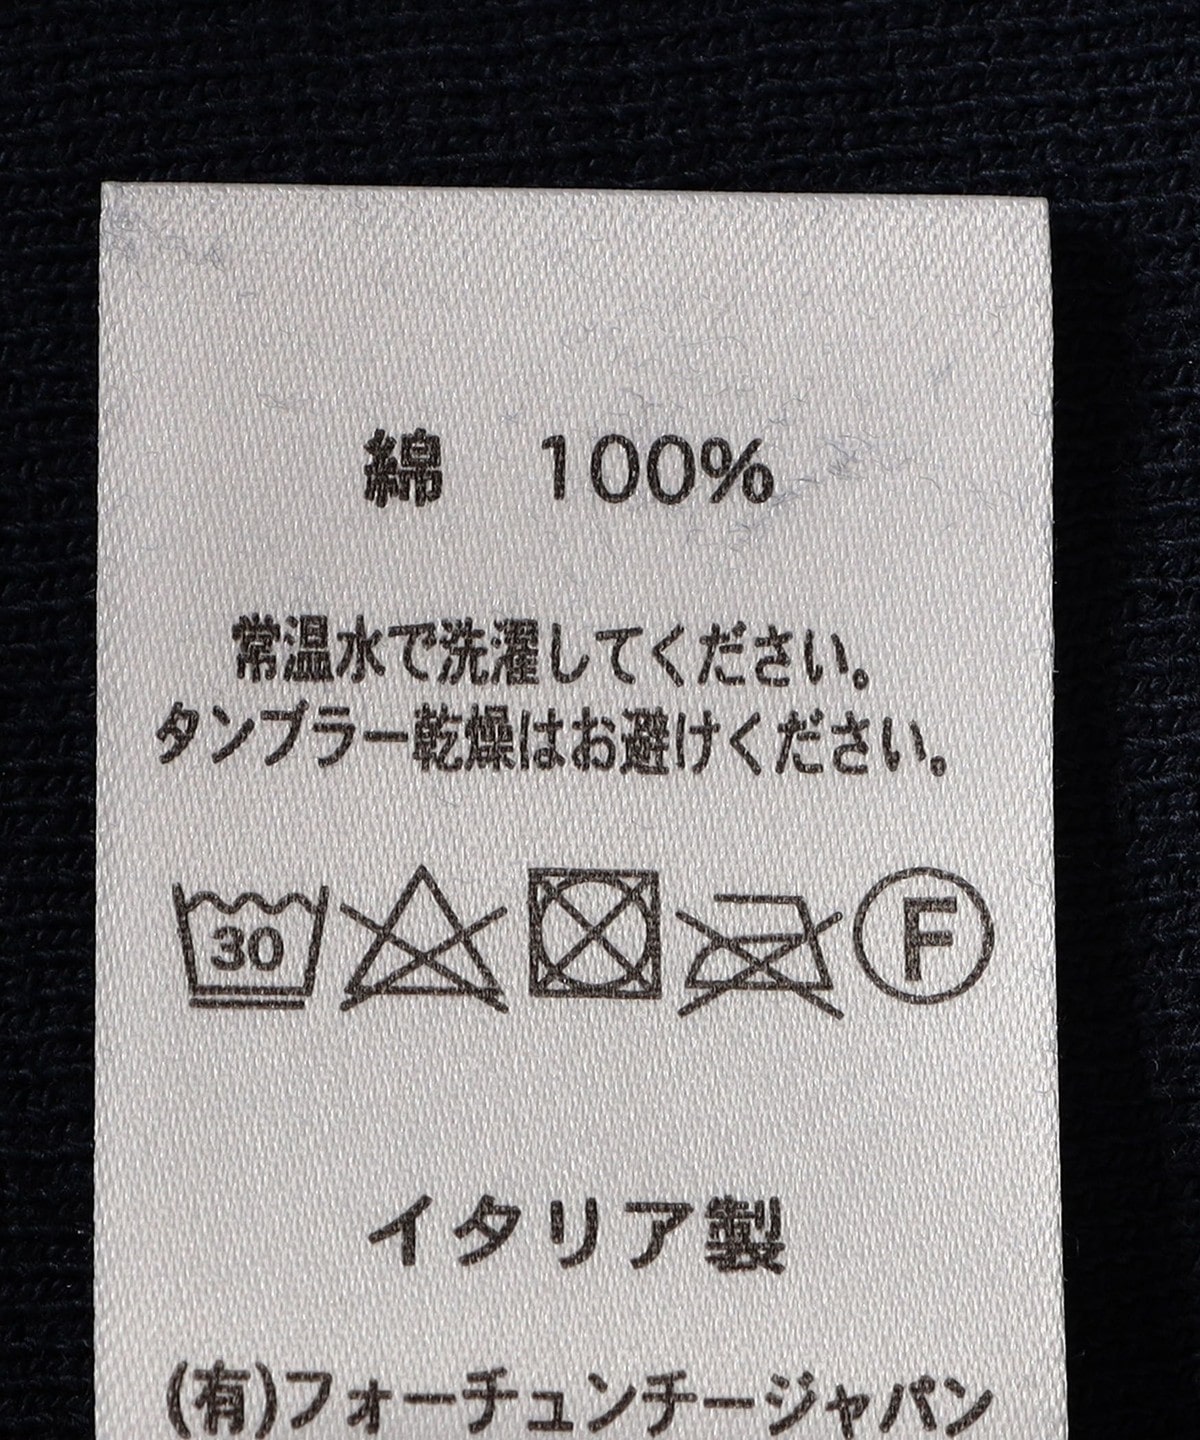 綿　100%
常温水で洗濯してください。
タンブラー乾燥はお避けください。
30
F
イタリア製
(有)フォーチュンチージャパン